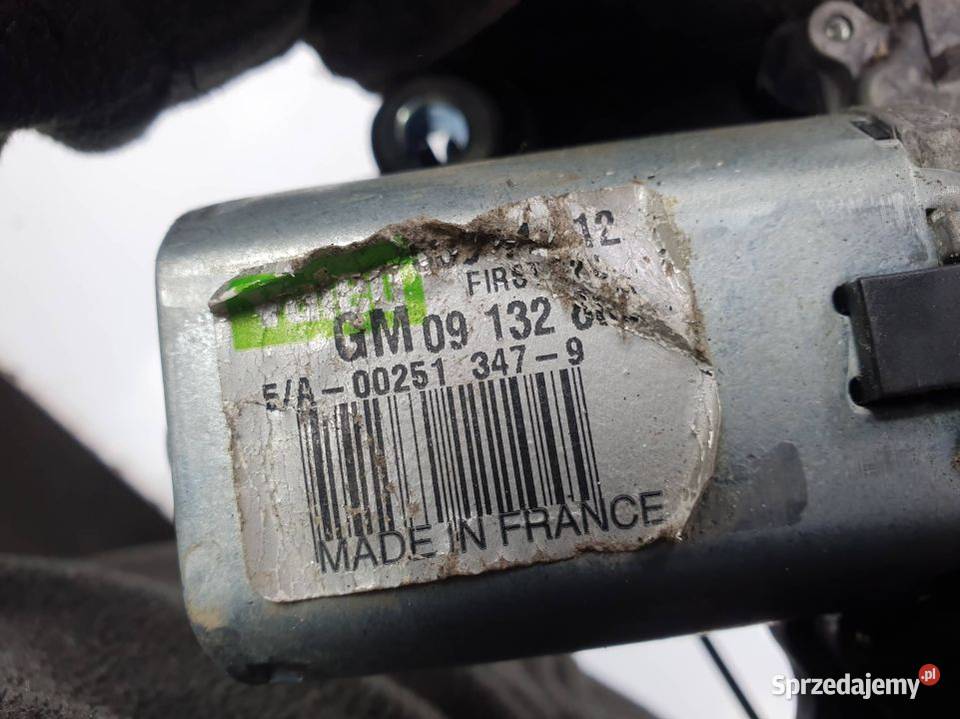 12
FIRST
GM 09 132
E/A-00251 347-9
MADE IN FRANCE
Sprzedajemy.pl